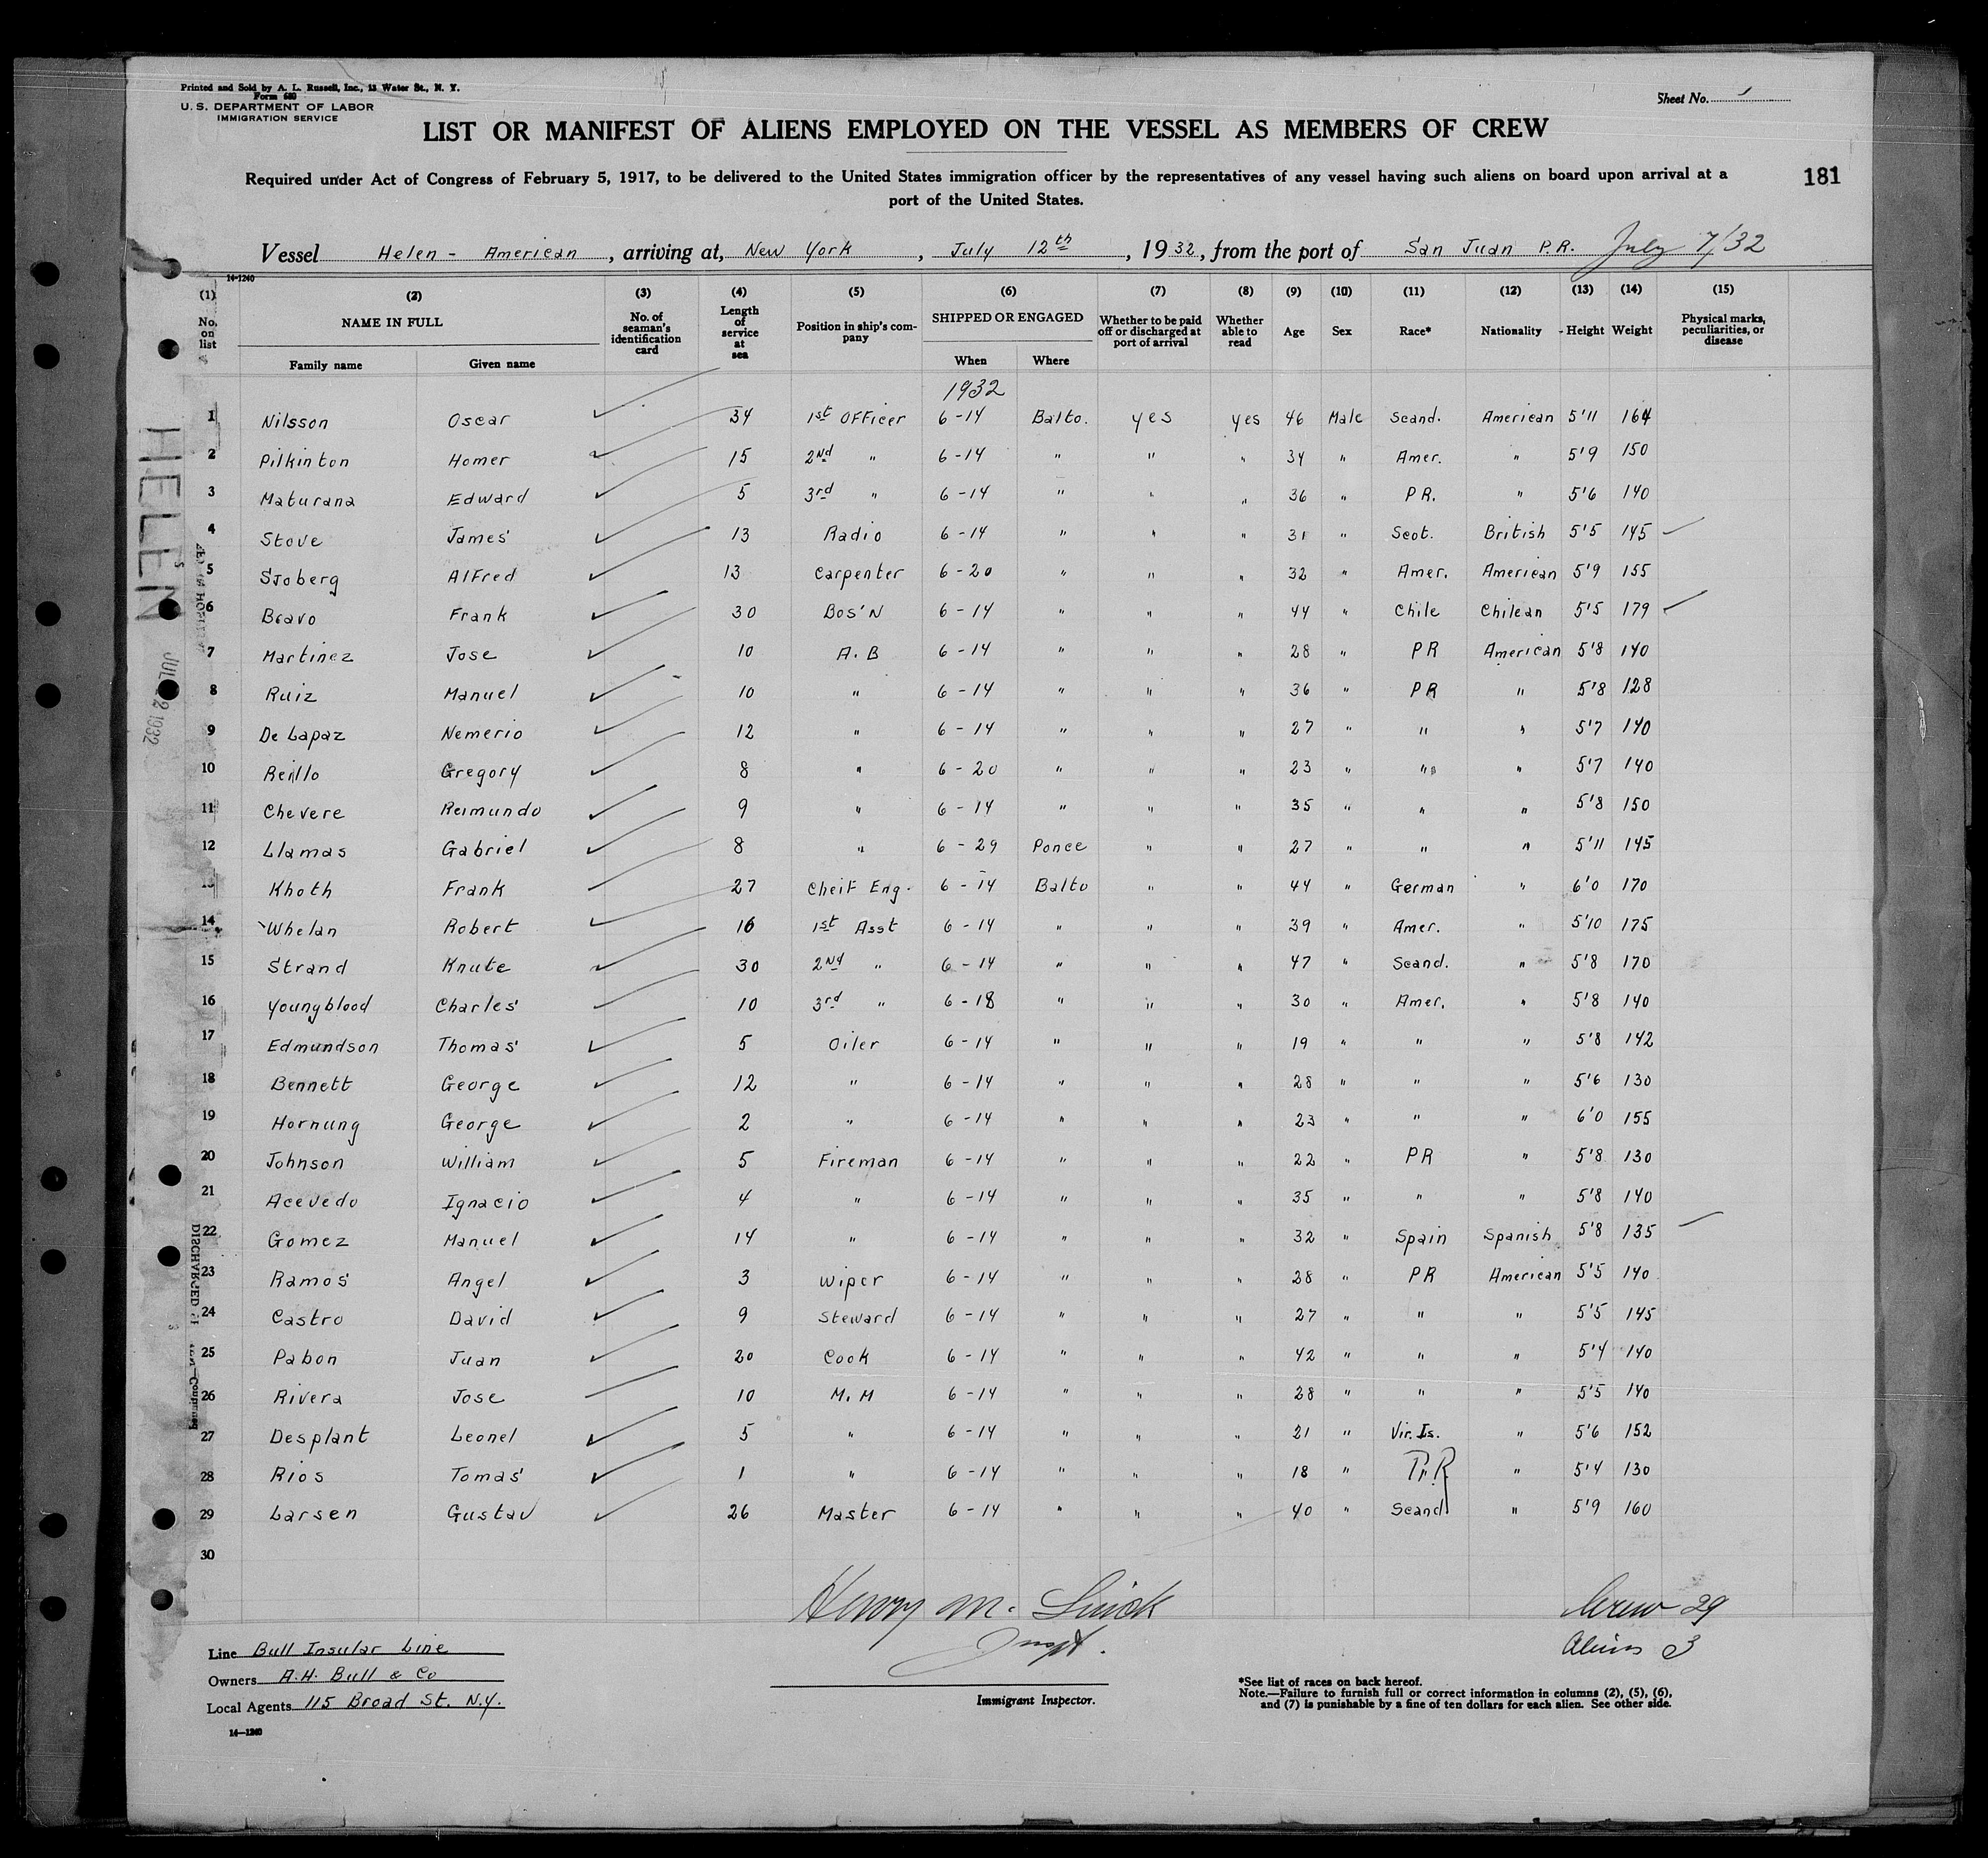 Printed and Sold by A. L. Russell, Inc., 13 Water St., N. Y.
Form 680
U. S. DEPARTMENT OF LABOR
IMMIGRATION SERVICE
Sheet No. 1
LIST OR MANIFEST OF ALIENS EMPLOYED ON THE VESSEL AS MEMBERS OF CREW
Required under Act of Congress of February 5, 1917, to be delivered to the United States immigration officer by the representatives of any vessel having such aliens on board upon arrival at a
port of the United States.
181
Vessel Helen - American, arriving at, New York, July 12th, 1932, from the port of San Juan P.R. July 7/32
14-1240
(1) (2) (3) (4) (5) (6) (7) (8) (9) (10) (11) (12) (13) (14) (15)
No. on list NAME IN FULL Family name Given name No. of seaman's identification card Length of service at sea Position in ship's company SHIPPED OR ENGAGED When Where Whether to be paid off or discharged at port of arrival Whether able to read Age Sex Race* Nationality Height Weight Physical marks, peculiarities, or disease
1932
1 Nilsson Oscar 34 1st Officer 6-14 Balto. yes yes 46 Male Scand. American 5'11 164
2 Pilkinton Homer 15 2nd " 6-14 " " " 34 " Amer. " 5'9 150
3 Maturana Edward 5 3rd " 6-14 " " " 36 " P.R. " 5'6 140
4 Stove James 13 Radio 6-14 " " " 31 " Scot. British 5'5 145
5 Sjoberg Alfred 13 Carpenter 6-20 " " " 32 " Amer. American 5'9 155
6 Bravo Frank 30 Bos'N 6-14 " " " 44 " Chile Chilean 5'5 179
7 Martinez Jose 10 A.B 6-14 " " " 28 " PR American 5'8 140
8 Ruiz Manuel 10 " 6-14 " " " 36 " PR " 5'8 128
9 De Lapaz Nemerio 12 " 6-14 " " " 27 " " " 5'7 140
10 Reillo Gregory 8 " 6-20 " " " 23 " " " 5'7 140
11 Chevere Reimundo 9 " 6-14 " " " 35 " " " 5'8 150
12 Llamas Gabriel 8 " 6-29 Ponce " " 27 " " " 5'11 145
13 Khoth Frank 27 Cheif Eng. 6-14 Balto " " 44 " German " 6'0 170
14 Whelan Robert 16 1st Asst 6-14 " " " 39 " Amer. " 5'10 175
15 Strand Knute 30 2nd " 6-14 " " " 47 " Scand. " 5'8 170
16 Youngblood Charles 10 3rd " 6-18 " " " 30 " Amer. " 5'8 140
17 Edmundson Thomas 5 Oiler 6-14 " " " 19 " " " 5'8 142
18 Bennett George 12 " 6-14 " " " 28 " " " 5'6 130
19 Hornung George 2 " 6-14 " " " 23 " " " 6'0 155
20 Johnson William 5 Fireman 6-14 " " " 22 " PR " 5'8 130
21 Acevedo Ignacio 4 " 6-14 " " " 35 " " " 5'8 140
22 Gomez Manuel 14 " 6-14 " " " 32 " Spain Spanish 5'8 135
23 Ramos Angel 3 Wiper 6-14 " " " 28 " PR American 5'5 140
24 Castro David 9 Steward 6-14 " " " 27 " " " 5'5 145
25 Pabon Juan 20 Cook 6-14 " " " 42 " " " 5'4 140
26 Rivera Jose 10 M.M 6-14 " " " 28 " " " 5'5 140
27 Desplant Leonel 5 " 6-14 " " " 21 " Vir. Is. " 5'6 152
28 Rios Tomas 1 " 6-14 " " " 18 " P.R " 5'4 130
29 Larsen Gustav 26 Master 6-14 " " " 40 " Scand " 5'9 160
30
HELEN
Henry M.
Inspt.
Immigrant Inspector.
Crew 29
Aliens 3
Line Bull Insular Line
Owners A.H. Bull & Co
Local Agents 115 Broad St. N.Y.
14-1240
*See list of races on back hereof.
Note.—Failure to furnish full or correct information in columns (2), (5), (6),
and (7) is punishable by a fine of ten dollars for each alien. See other side.